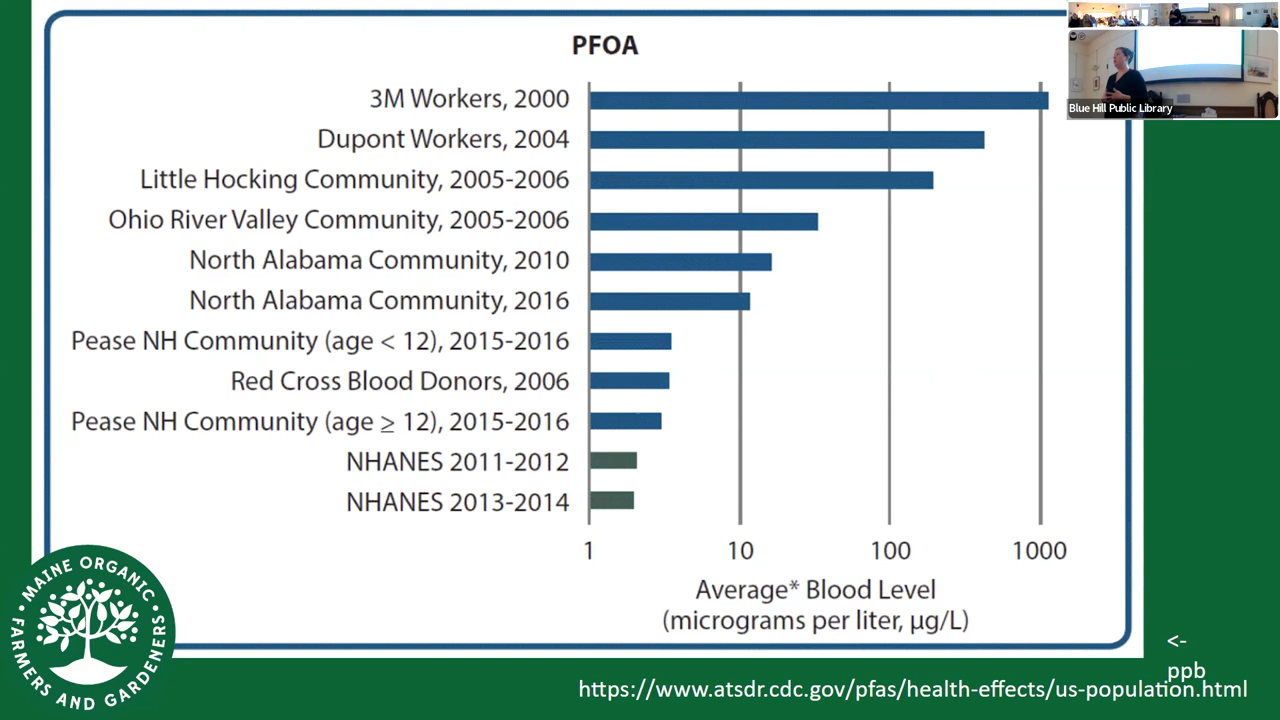 PFOA
3M Workers, 2000
Dupont Workers, 2004
Little Hocking Community, 2005-2006
Ohio River Valley Community, 2005-2006
North Alabama Community, 2010
North Alabama Community, 2016
Pease NH Community (age < 12), 2015-2016
Red Cross Blood Donors, 2006
Pease NH Community (age ≥ 12), 2015-2016
NHANES 2011-2012
NHANES 2013-2014
1 10 100 1000
Average* Blood Level
(micrograms per liter, µg/L)
Blue Hill Public Library
MAINE ORGANIC
FARMERS AND GARDENERS
<-
ppb
https://www.atsdr.cdc.gov/pfas/health-effects/us-population.html